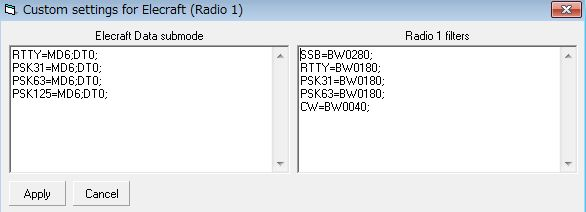 Custom settings for Elecraft (Radio 1)
Elecraft Data submode
RTTY=MD6;DT0;
PSK31=MD6;DT0;
PSK63=MD6;DT0;
PSK125=MD6;DT0;
Radio 1 filters
SSB=BW0280;
RTTY=BW0180;
PSK31=BW0180;
PSK63=BW0180;
CW=BW0040;
Apply
Cancel